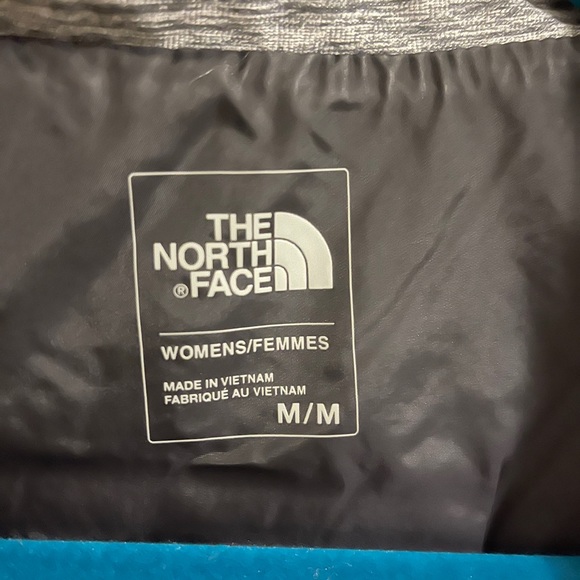 THE
NORTH
®FACE
WOMENS/FEMMES
MADE IN VIETNAM
FABRIQUÉ AU VIETNAM
M/M